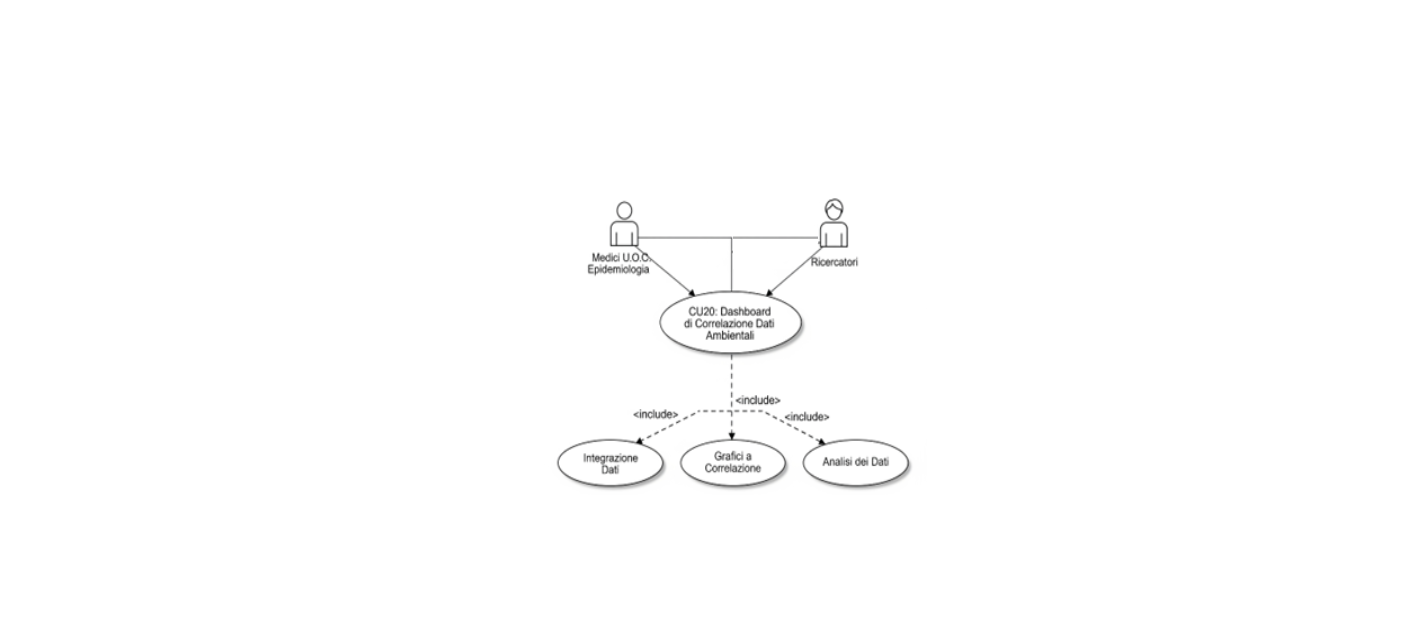 Medici U.O.C.
Epidemiologia
Ricercatori
CU20: Dashboard
di Correlazione Dati
Ambientali
<include>
<include>
<include>
Integrazione
Dati
Grafici a
Correlazione
Analisi dei Dati